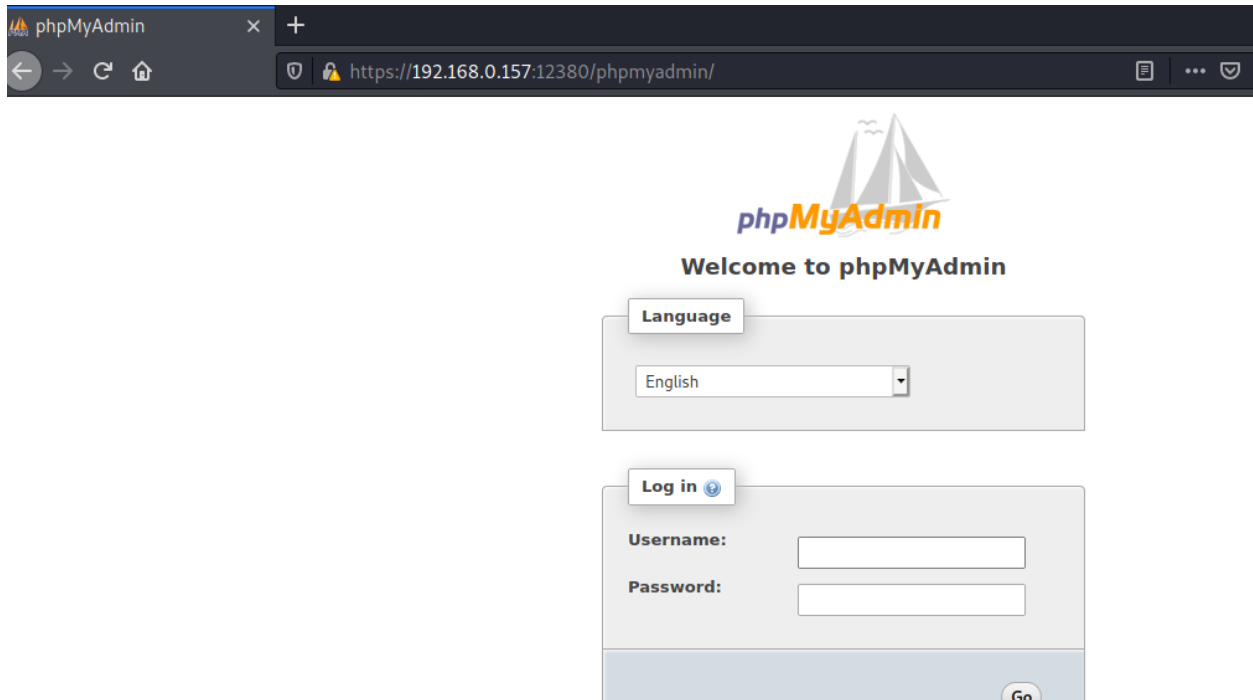 phpMyAdmin
https://192.168.0.157:12380/phpmyadmin/
phpMyAdmin
Welcome to phpMyAdmin
Language
English
Log in
Username:
Password:
Go